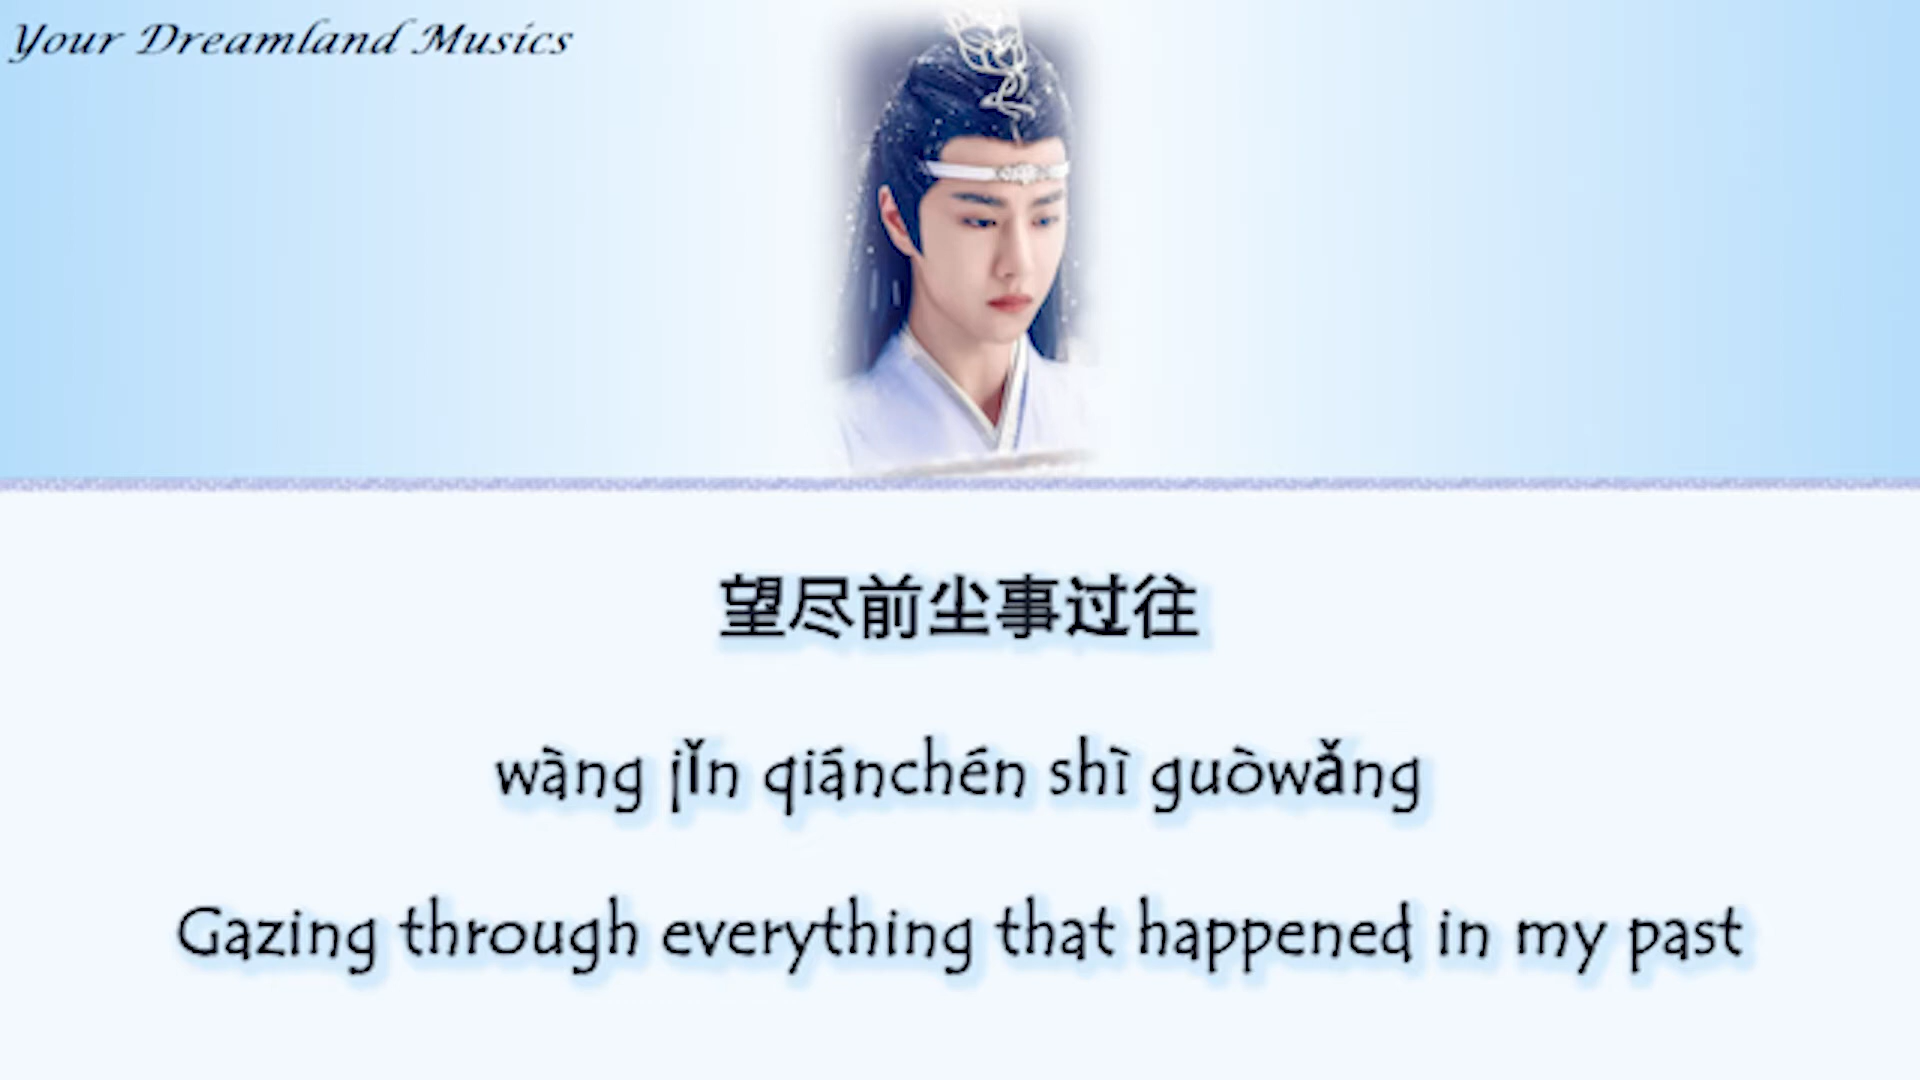 Your Dreamland Musics
望尽前尘事过往
wàng jǐn qiánchén shì guòwǎng
Gazing through everything that happened in my past